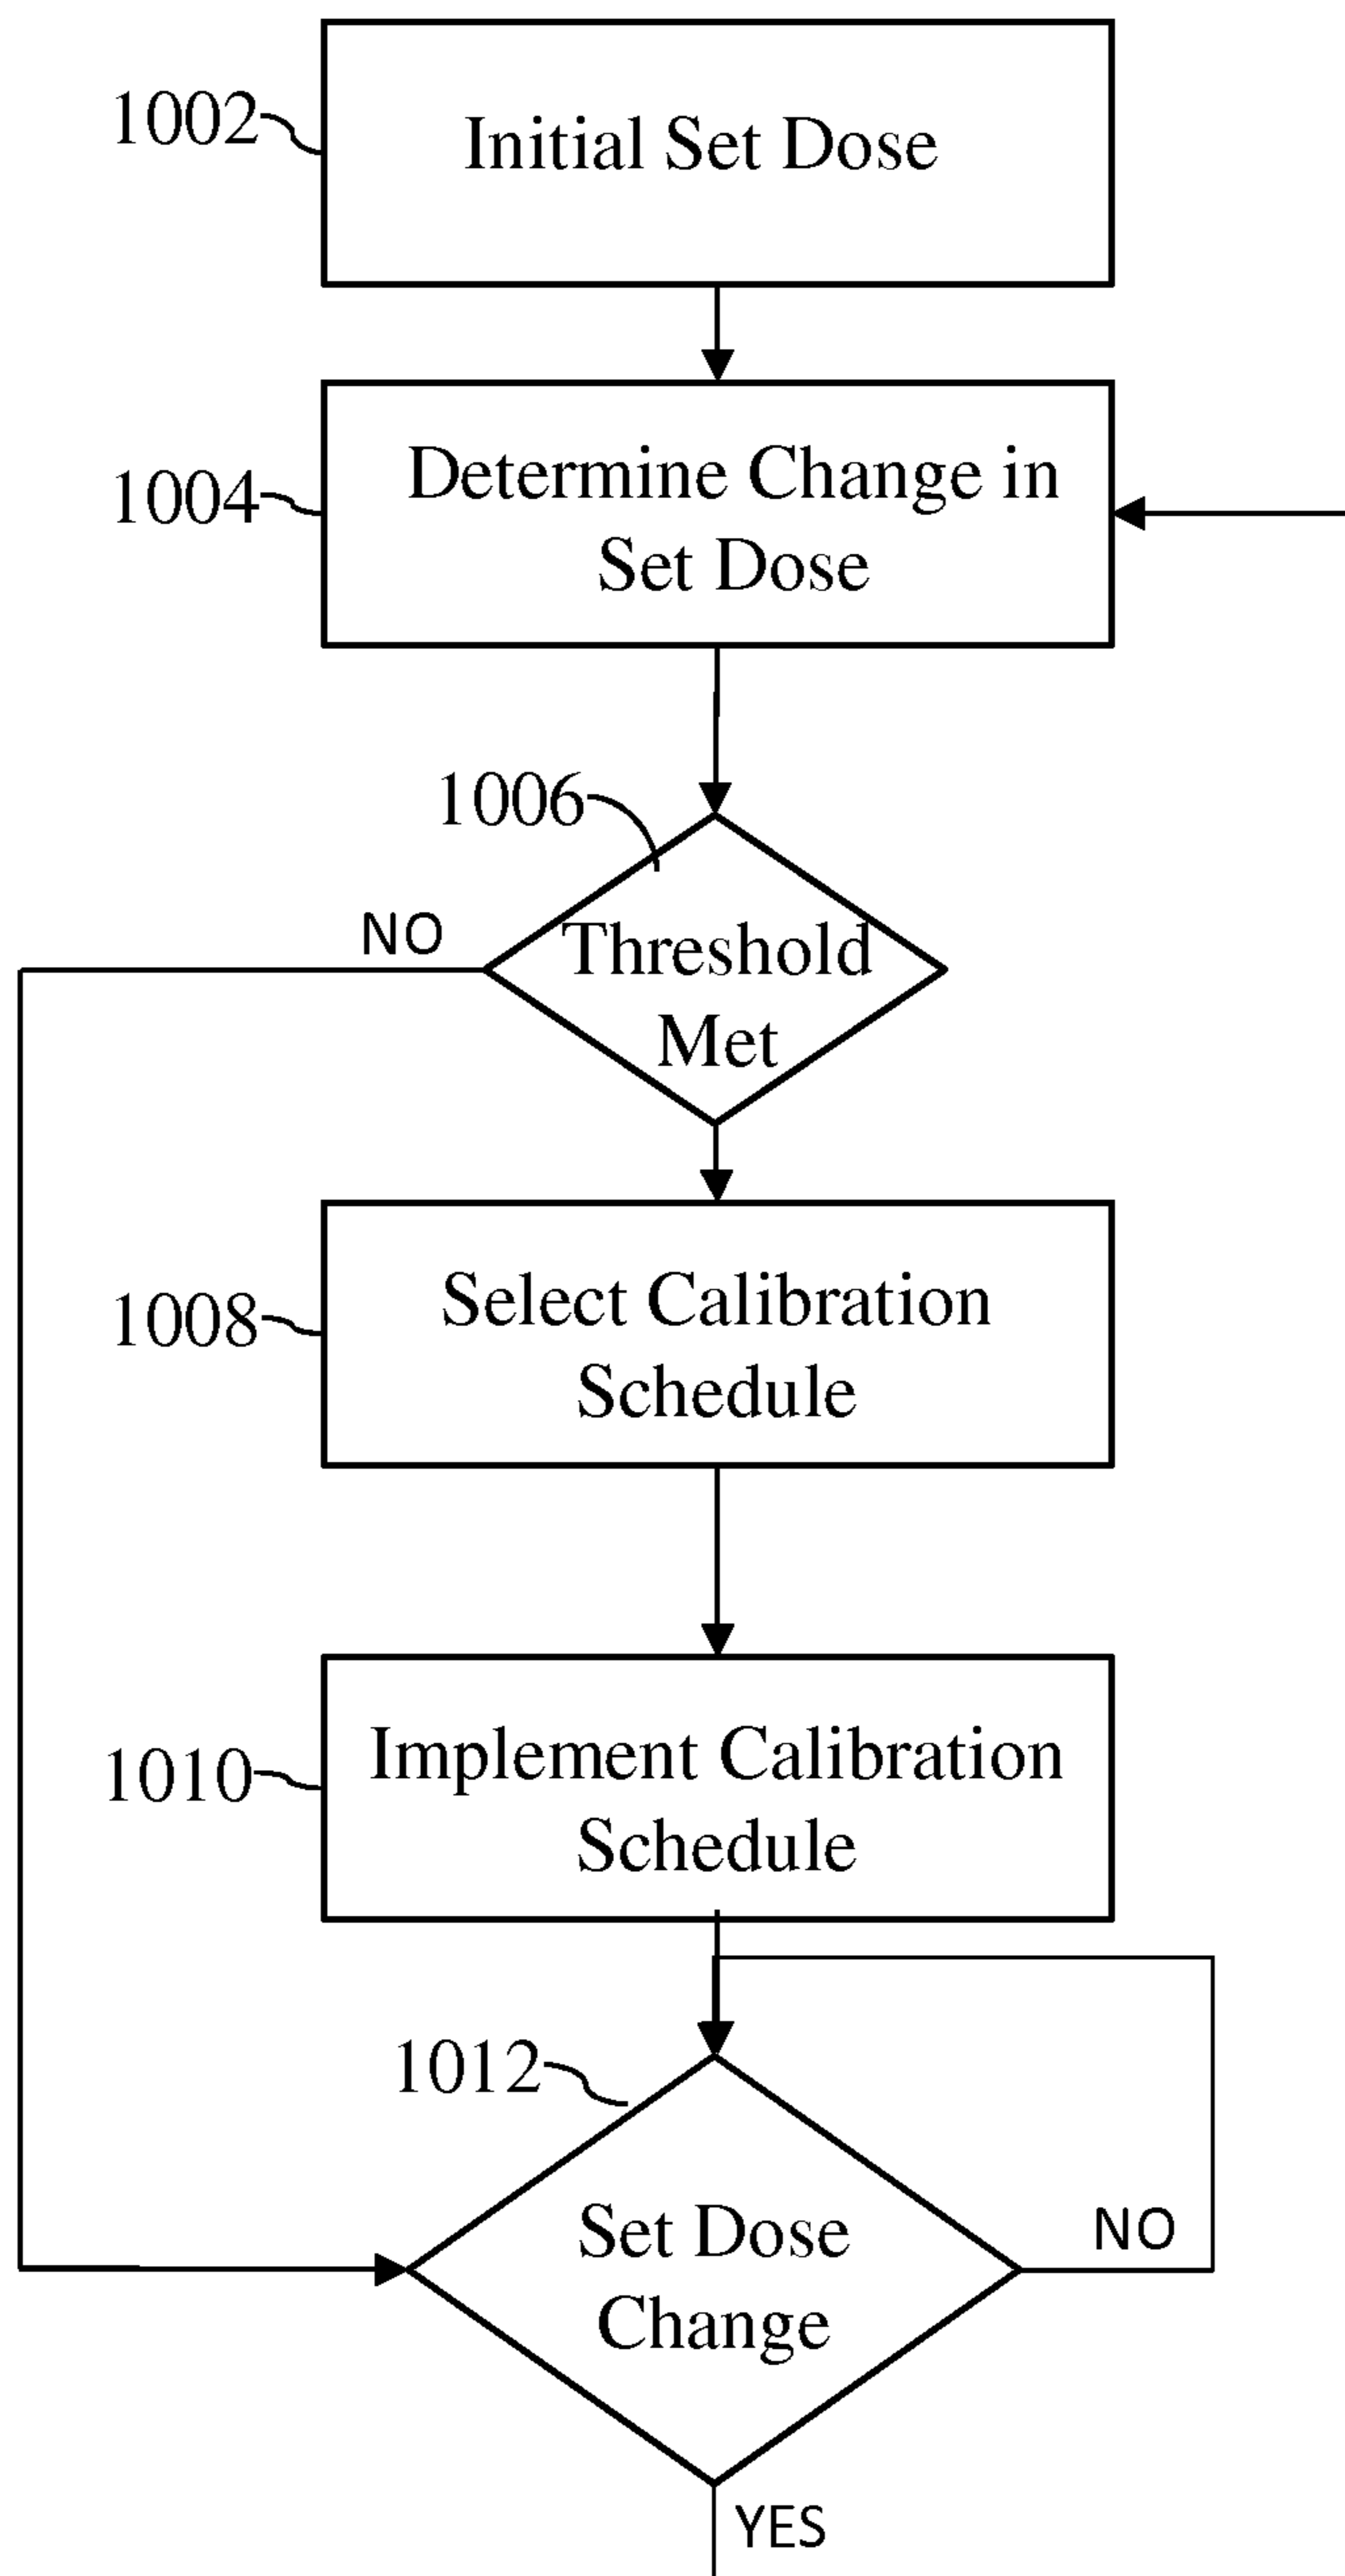 1002
Initial Set Dose
1004
Determine Change in
Set Dose
1006
NO
Threshold
Met
1008
Select Calibration
Schedule
1010
Implement Calibration
Schedule
1012
Set Dose
Change
NO
YES